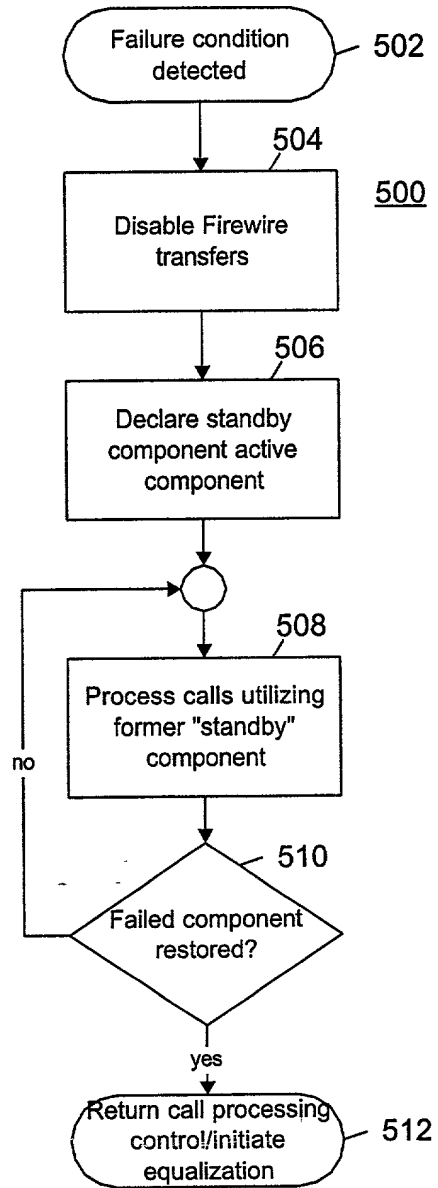 Failure condition
detected
502
504
500
Disable Firewire
transfers
506
Declare standby
component active
component
508
Process calls utilizing
former "standby"
component
no
510
Failed component
restored?
yes
Return call processing
control/initiate
equalization
512